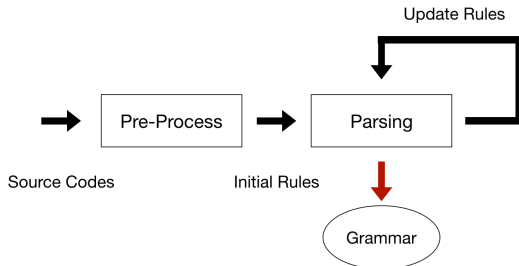 Update Rules
Pre-Process
Parsing
Source Codes
Initial Rules
Grammar